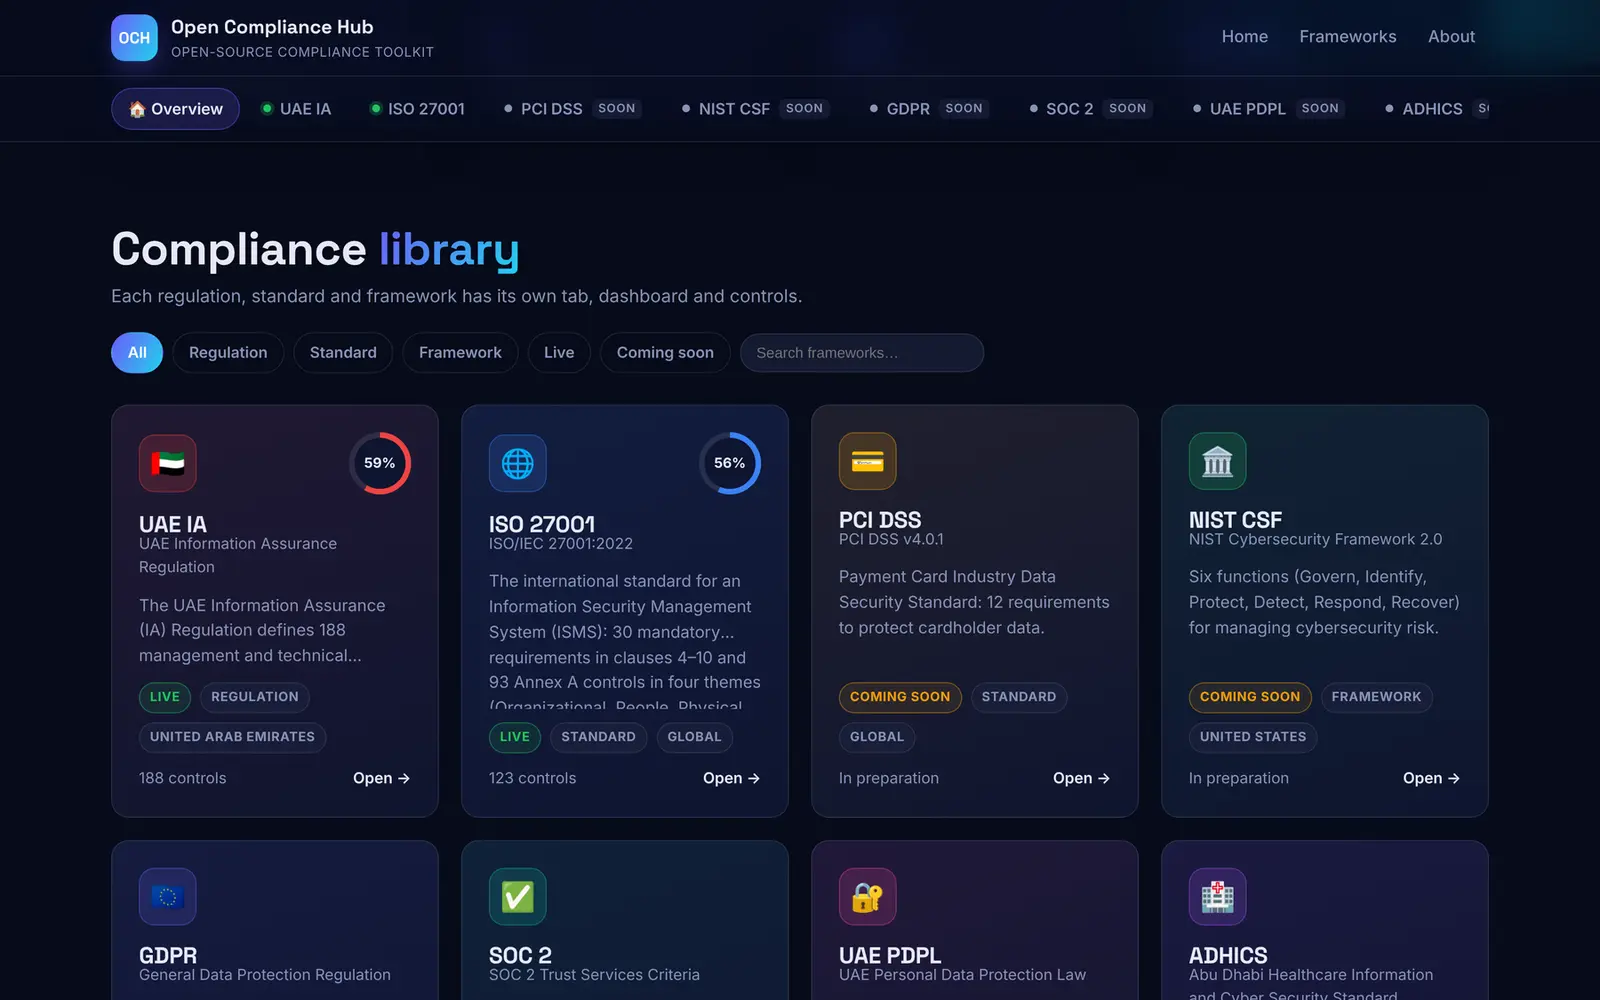 OCH
Open Compliance Hub
OPEN-SOURCE COMPLIANCE TOOLKIT
Home
Frameworks
About
Overview
UAE IA
ISO 27001
PCI DSS SOON
NIST CSF SOON
GDPR SOON
SOC 2 SOON
UAE PDPL SOON
ADHICS
Compliance library
Each regulation, standard and framework has its own tab, dashboard and controls.
All
Regulation
Standard
Framework
Live
Coming soon
Search frameworks...
59%
UAE IA
UAE Information Assurance
Regulation
The UAE Information Assurance
(IA) Regulation defines 188
management and technical...
LIVE
REGULATION
UNITED ARAB EMIRATES
188 controls
Open →
56%
ISO 27001
ISO/IEC 27001:2022
The international standard for an
Information Security Management
System (ISMS): 30 mandatory...
requirements in clauses 4–10 and
93 Annex A controls in four themes
(Organizational, People, Physical
LIVE
STANDARD
GLOBAL
123 controls
Open →
PCI DSS
PCI DSS v4.0.1
Payment Card Industry Data
Security Standard: 12 requirements
to protect cardholder data.
COMING SOON
STANDARD
GLOBAL
In preparation
Open →
NIST CSF
NIST Cybersecurity Framework 2.0
Six functions (Govern, Identify,
Protect, Detect, Respond, Recover)
for managing cybersecurity risk.
COMING SOON
FRAMEWORK
UNITED STATES
In preparation
Open →
GDPR
General Data Protection Regulation
SOC 2
SOC 2 Trust Services Criteria
UAE PDPL
UAE Personal Data Protection Law
ADHICS
Abu Dhabi Healthcare Information
and Cyber Security Standard